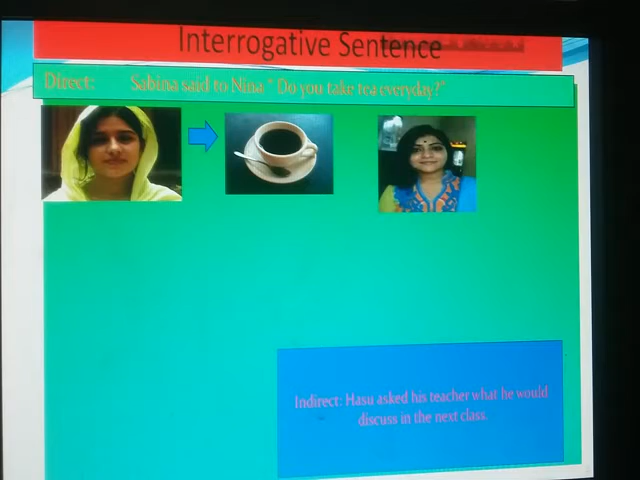 Interrogative Sentence
Direct: Sabina said to Nina " Do you take tea everyday?"
Indirect: Hasu asked his teacher what he would
discuss in the next class.